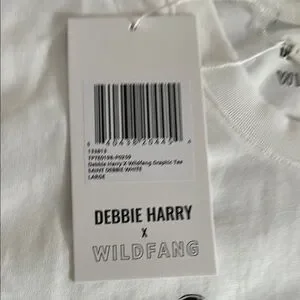 Debbie Harry X Wildfang Graphic Tee
SAINT DEBBIE WHITE
LARGE
DEBBIE HARRY
X
WILDFANG